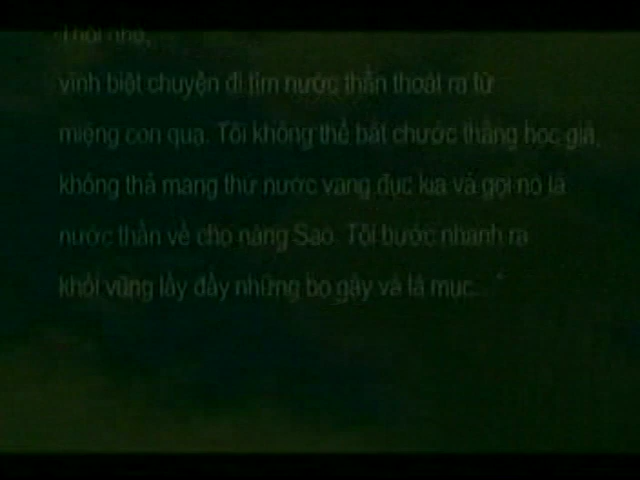 Thôi nhé,
vĩnh biệt chuyện đi tìm nước thần thoát ra từ
miệng con quạ. Tôi không thể bắt chước thằng học giả,
không thả mang thứ nước vàng đục kia và gọi nó là
nước thần về cho nàng Sao. Tôi bước nhanh ra
khỏi vũng lầy đầy những bọ gậy và lá mục...